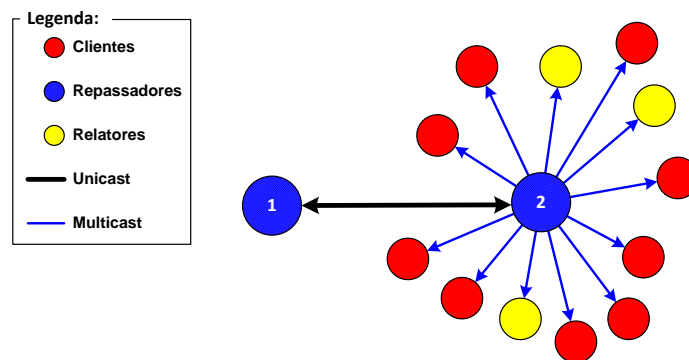 Legenda:
Clientes
Repassadores
Relatores
Unicast
Multicast
1
2